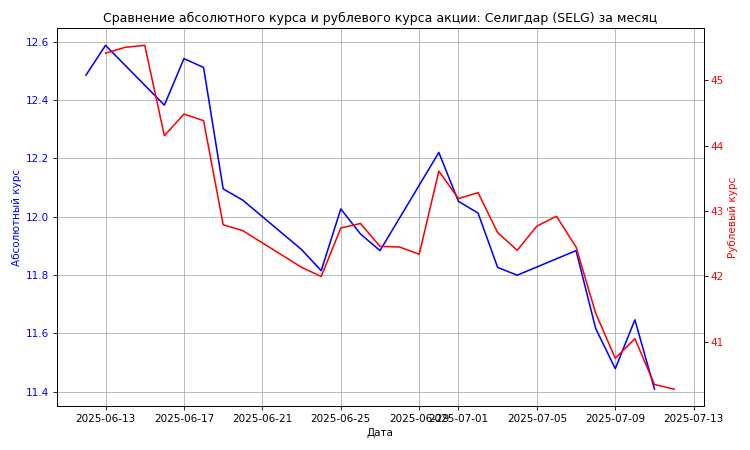 Сравнение абсолютного курса и рублевого курса акции: Селигдар (SELG) за месяц
12.6
12.4
12.2
12.0
11.8
11.6
11.4
Абсолютный курс
45
44
43
42
41
Рублевый курс
2025-06-13 2025-06-17 2025-06-21 2025-06-25 2025-06-29 2025-07-01 2025-07-05 2025-07-09 2025-07-13
Дата